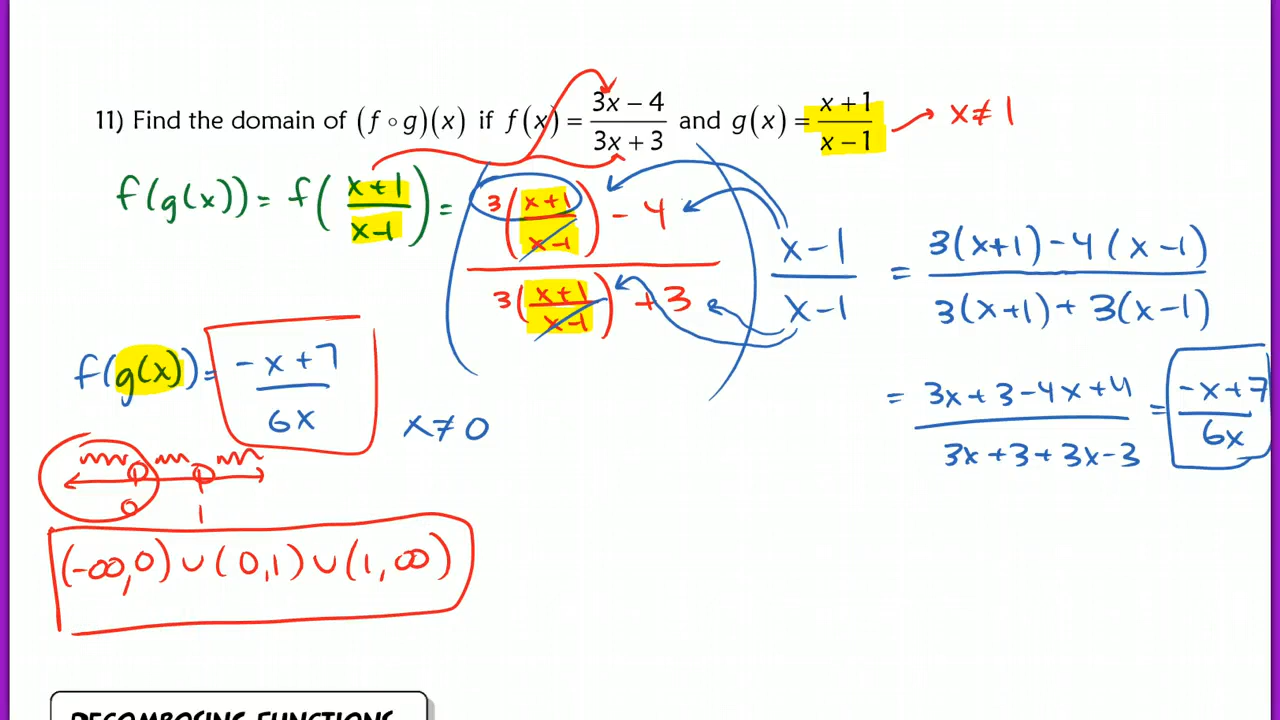 11) Find the domain of (f ∘ g)(x) if f(x) = (3x − 4)/(3x + 3) and g(x) = (x + 1)/(x − 1) → x ≠ 1
f(g(x)) = f((x+1)/(x-1)) = (3((x+1)/(x-1)) - 4)/(3((x+1)/(x-1)) + 3) (x-1)/(x-1) = (3(x+1)-4(x-1))/(3(x+1)+3(x-1))
= (3x+3-4x+4)/(3x+3+3x-3) = (-x+7)/(6x)
f(g(x)) = (-x+7)/(6x) x ≠ 0
0 1
(-∞,0) ∪ (0,1) ∪ (1,∞)
DECOMPOSING FUNCTIONS